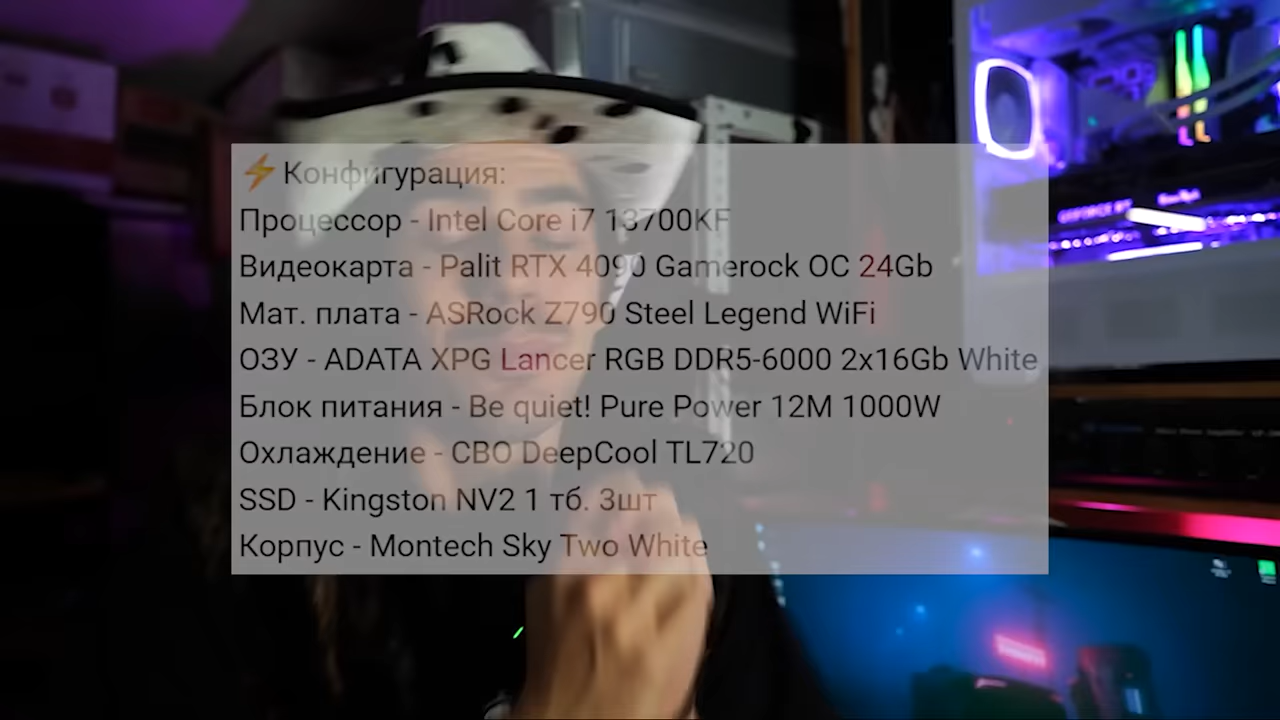 ⚡Конфигурация:
Процессор - Intel Core i7 13700KF
Видеокарта - Palit RTX 4090 Gamerock OC 24Gb
Мат. плата - ASRock Z790 Steel Legend WiFi
ОЗУ - ADATA XPG Lancer RGB DDR5-6000 2x16Gb White
Блок питания - Be quiet! Pure Power 12M 1000W
Охлаждение - СВО DeepCool TL720
SSD - Kingston NV2 1 тб. 3шт
Корпус - Montech Sky Two White
GEFORCE RTX